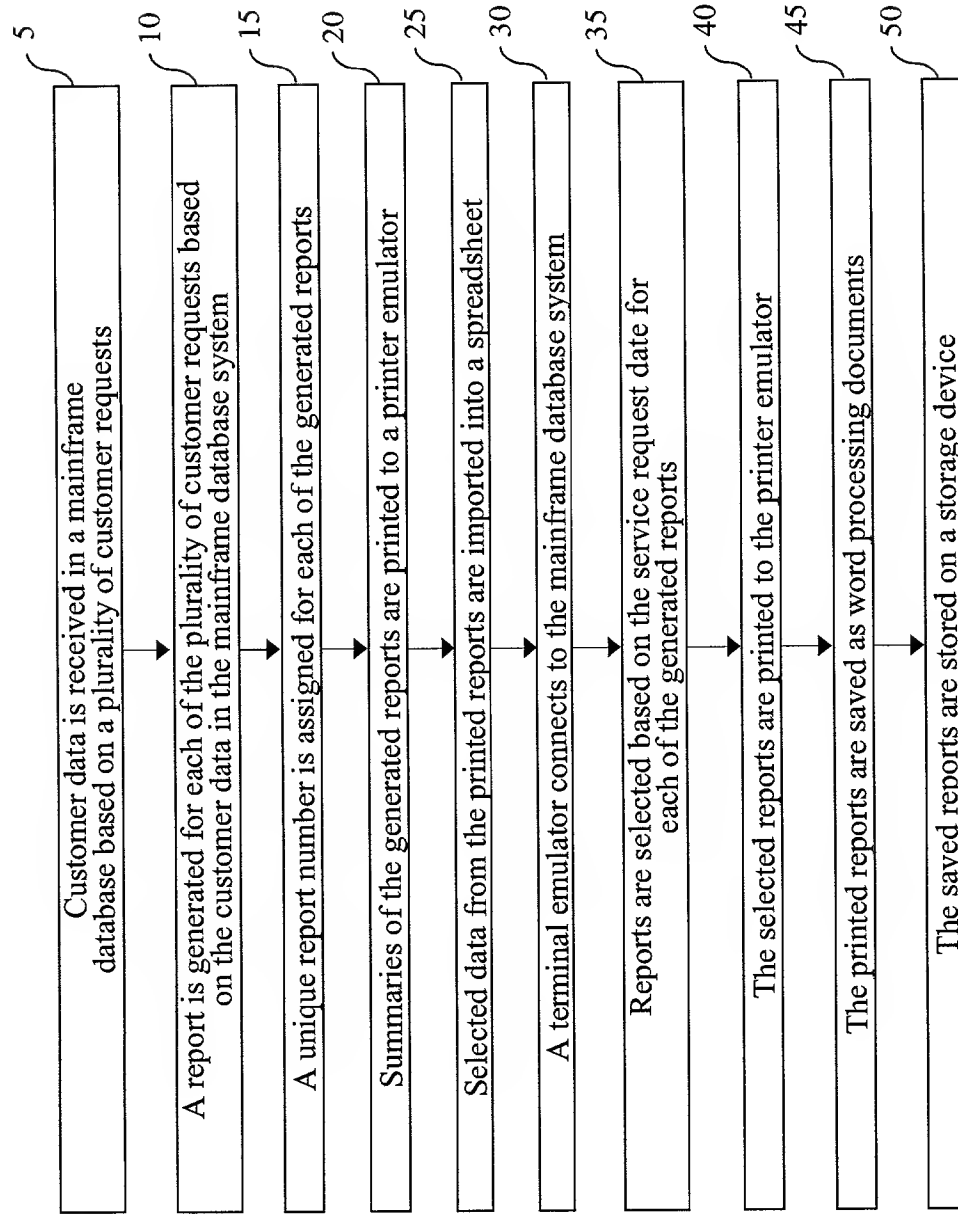 5
Customer data is received in a mainframe
database based on a plurality of customer requests
10
A report is generated for each of the plurality of customer requests based
on the customer data in the mainframe database system
15
A unique report number is assigned for each of the generated reports
20
Summaries of the generated reports are printed to a printer emulator
25
Selected data from the printed reports are imported into a spreadsheet
30
A terminal emulator connects to the mainframe database system
35
Reports are selected based on the service request date for
each of the generated reports
40
The selected reports are printed to the printer emulator
45
The printed reports are saved as word processing documents
50
The saved reports are stored on a storage device